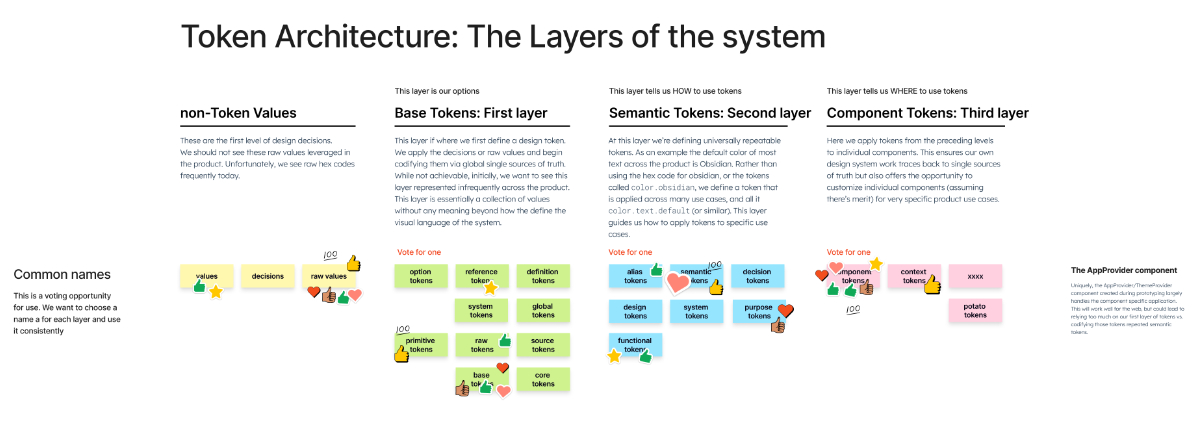 Token Architecture: The Layers of the system
This layer is our options
This layer tells us HOW to use tokens
This layer tells us WHERE to use tokens
non-Token Values
Base Tokens: First layer
Semantic Tokens: Second layer
Component Tokens: Third layer
These are the first level of design decisions.
We should not see these raw values leveraged in
the product. Unfortunately, we see raw hex codes
frequently today.
This layer if where we first define a design token.
We apply the decisions or raw values and begin
codifying them via global single sources of truth.
While not achievable, initially, we want to see this
layer represented infrequently across the product.
This layer is essentially a collection of values
without any meaning beyond how the define the
visual language of the system.
At this layer we're defining universally repeatable
tokens. As an example the default color of most
text across the product is Obsidian. Rather than
using the hex code for obsidian, or the tokens
called color.obsidian, we define a token that
is applied across many use cases, and all it
color.text.default (or similar). This layer
guides us how to apply tokens to specific use
cases.
Here we apply tokens from the preceding levels
to individual components. This ensures our own
design system work traces back to single sources
of truth but also offers the opportunity to
customize individual components (assuming
there's merit) for very specific product use cases.
Common names
This is a voting opportunity
for use. We want to choose a
name a for each layer and use
it consistently
values
decisions
raw values
100
Vote for one
option
tokens
reference
tokens
definition
tokens
system
tokens
global
tokens
100
primitive
tokens
raw
tokens
source
tokens
base
tokens
core
tokens
Vote for one
alias
tokens
100
semantic
decision
tokens
design
tokens
system
tokens
purpose
tokens
functional
tokens
Vote for one
component
tokens
100
context
tokens
xxxx
potato
tokens
The AppProvider component
Uniquely, the AppProvider/ThemeProvider
component created during prototyping largely
handles the component specific application.
This will work well for the web, but could lead to
relying too much on our first layer of tokens vs
codifying those tokens repeated semantic
tokens.